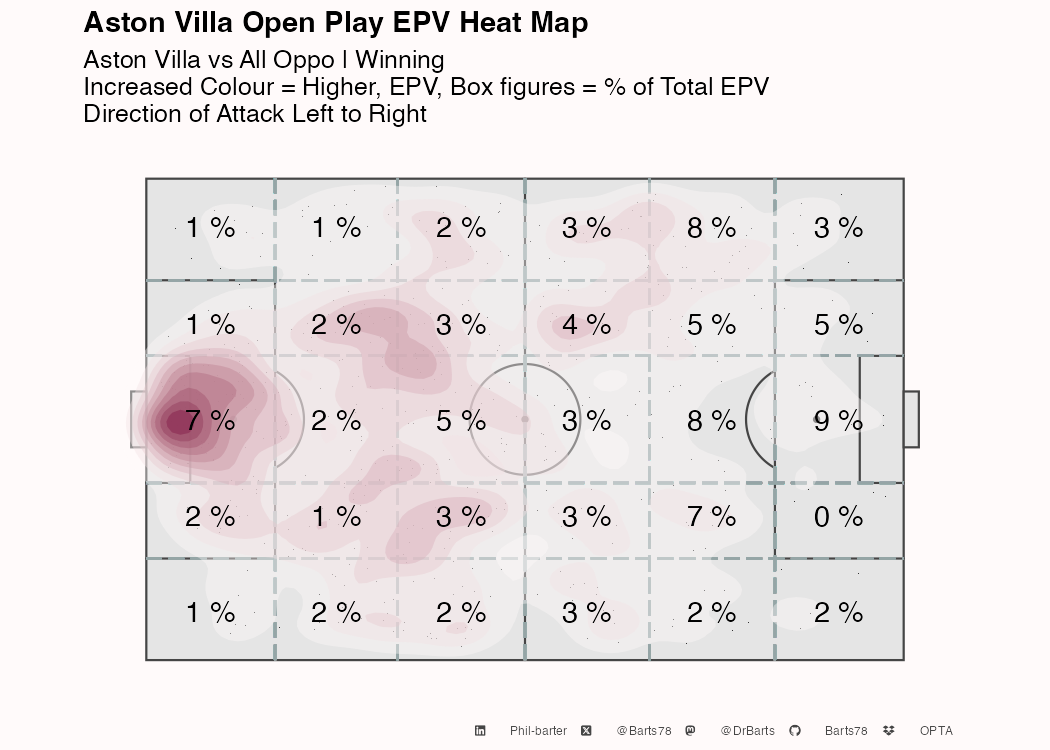 Aston Villa Open Play EPV Heat Map
Aston Villa vs All Oppo | Winning
Increased Colour = Higher, EPV, Box figures = % of Total EPV
Direction of Attack Left to Right
1 % 1 % 2 % 3 % 8 % 3 %
1 % 2 % 3 % 4 % 5 % 5 %
7 % 2 % 5 % 3 % 8 % 9 %
2 % 1 % 3 % 3 % 7 % 0 %
1 % 2 % 2 % 3 % 2 % 2 %
Phil-barter @Barts78 @DrBarts Barts78 OPTA